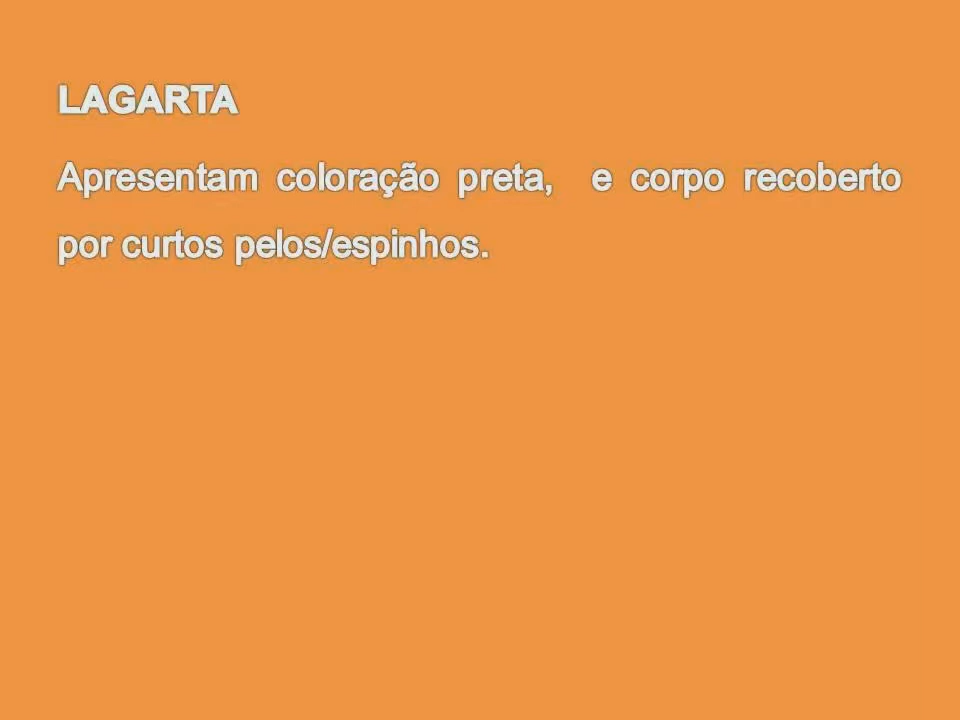 LAGARTA
Apresentam coloração preta, e corpo recoberto
por curtos pelos/espinhos.